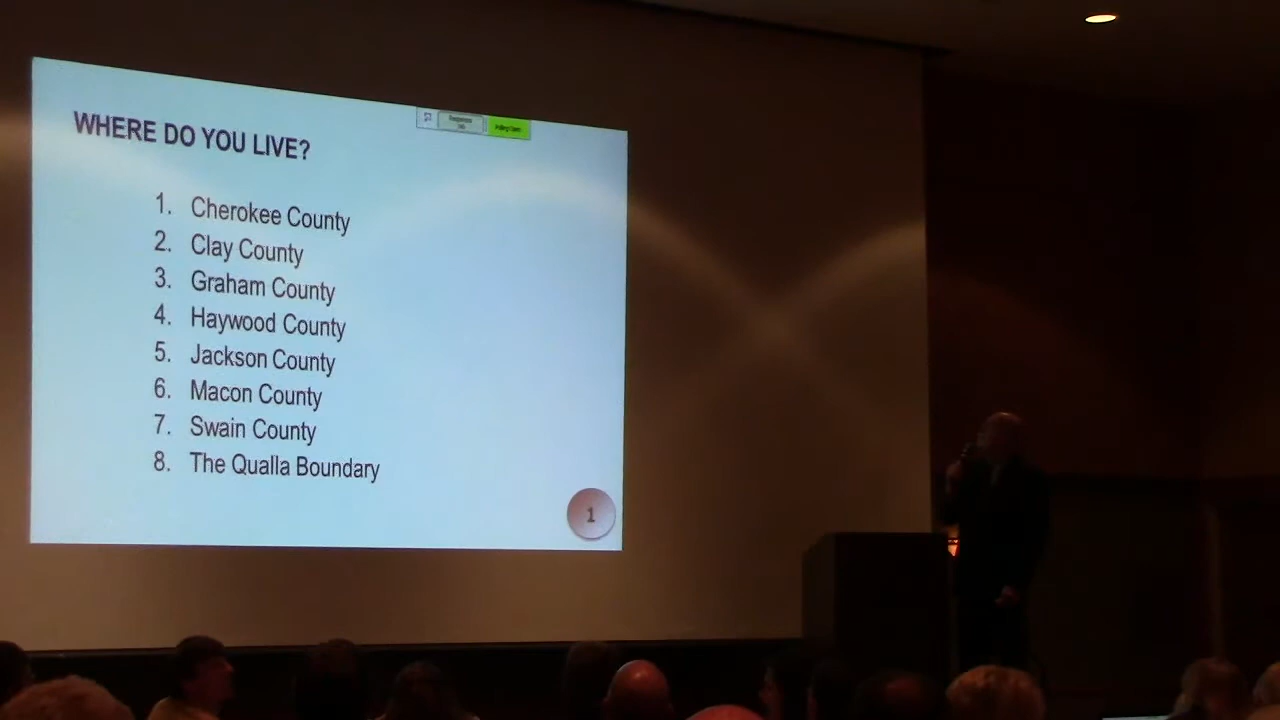 WHERE DO YOU LIVE?
1. Cherokee County
2. Clay County
3. Graham County
4. Haywood County
5. Jackson County
6. Macon County
7. Swain County
8. The Qualla Boundary
1